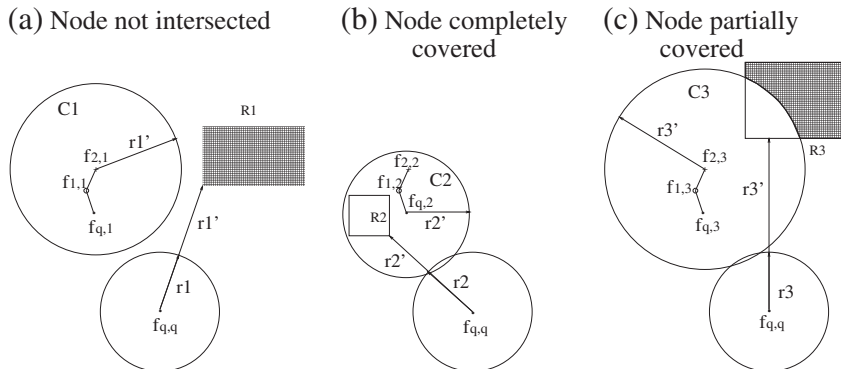 (a) Node not intersected
(b) Node completely covered
(c) Node partially covered
C1
R1
r1'
f2,1
f1,1
fq,1
r1'
r1
fq,q
f2,2
f1,2
C2
fq,2
R2
r2'
r2'
r2
fq,q
C3
R3
r3'
f2,3
f1,3
r3'
fq,3
r3
fq,q